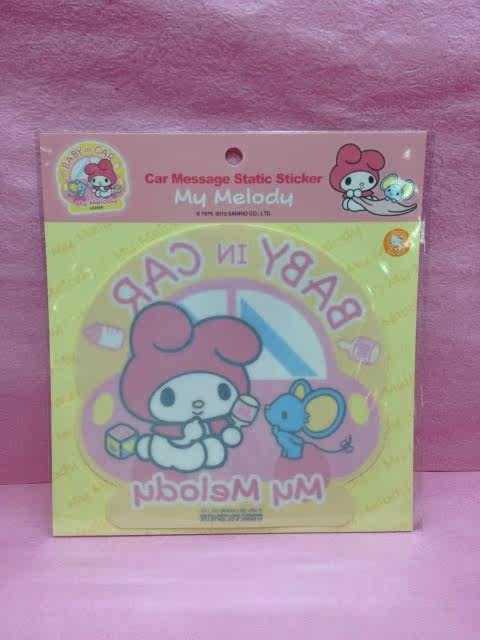 BABY in CAR
My Melody
Car Message Static Sticker
My Melody
© 1976, 2013 SANRIO CO., LTD.
BABY IN CAR
My Melody